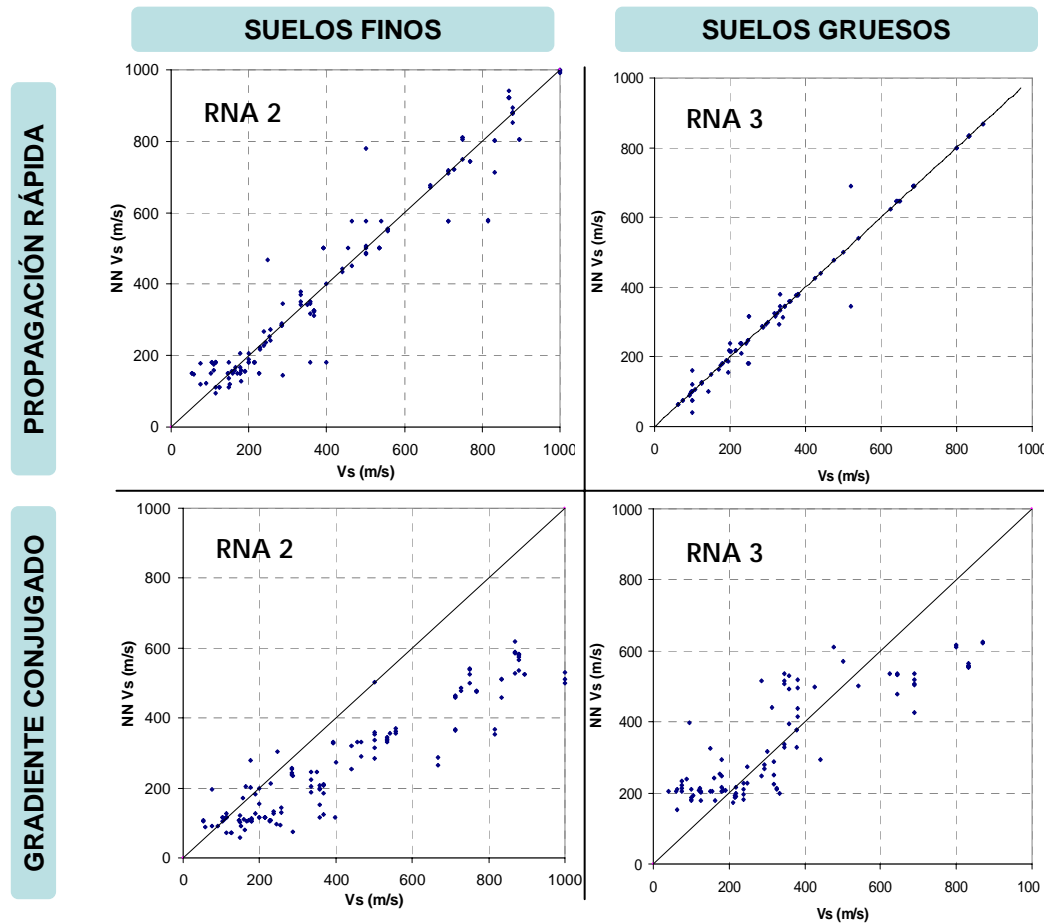 SUELOS FINOS
SUELOS GRUESOS
PROPAGACIÓN RÁPIDA
GRADIENTE CONJUGADO
RNA 2
NN Vs (m/s)
1000
800
600
400
200
0
0 200 400 600 800 1000
Vs (m/s)
RNA 3
NN Vs (m/s)
1000
800
600
400
200
0
0 200 400 600 800 1000
Vs (m/s)
RNA 2
NN Vs (m/s)
1000
800
600
400
200
0
0 200 400 600 800 1000
Vs (m/s)
RNA 3
NN Vs (m/s)
1000
800
600
400
200
0
0 200 400 600 800 1000
Vs (m/s)